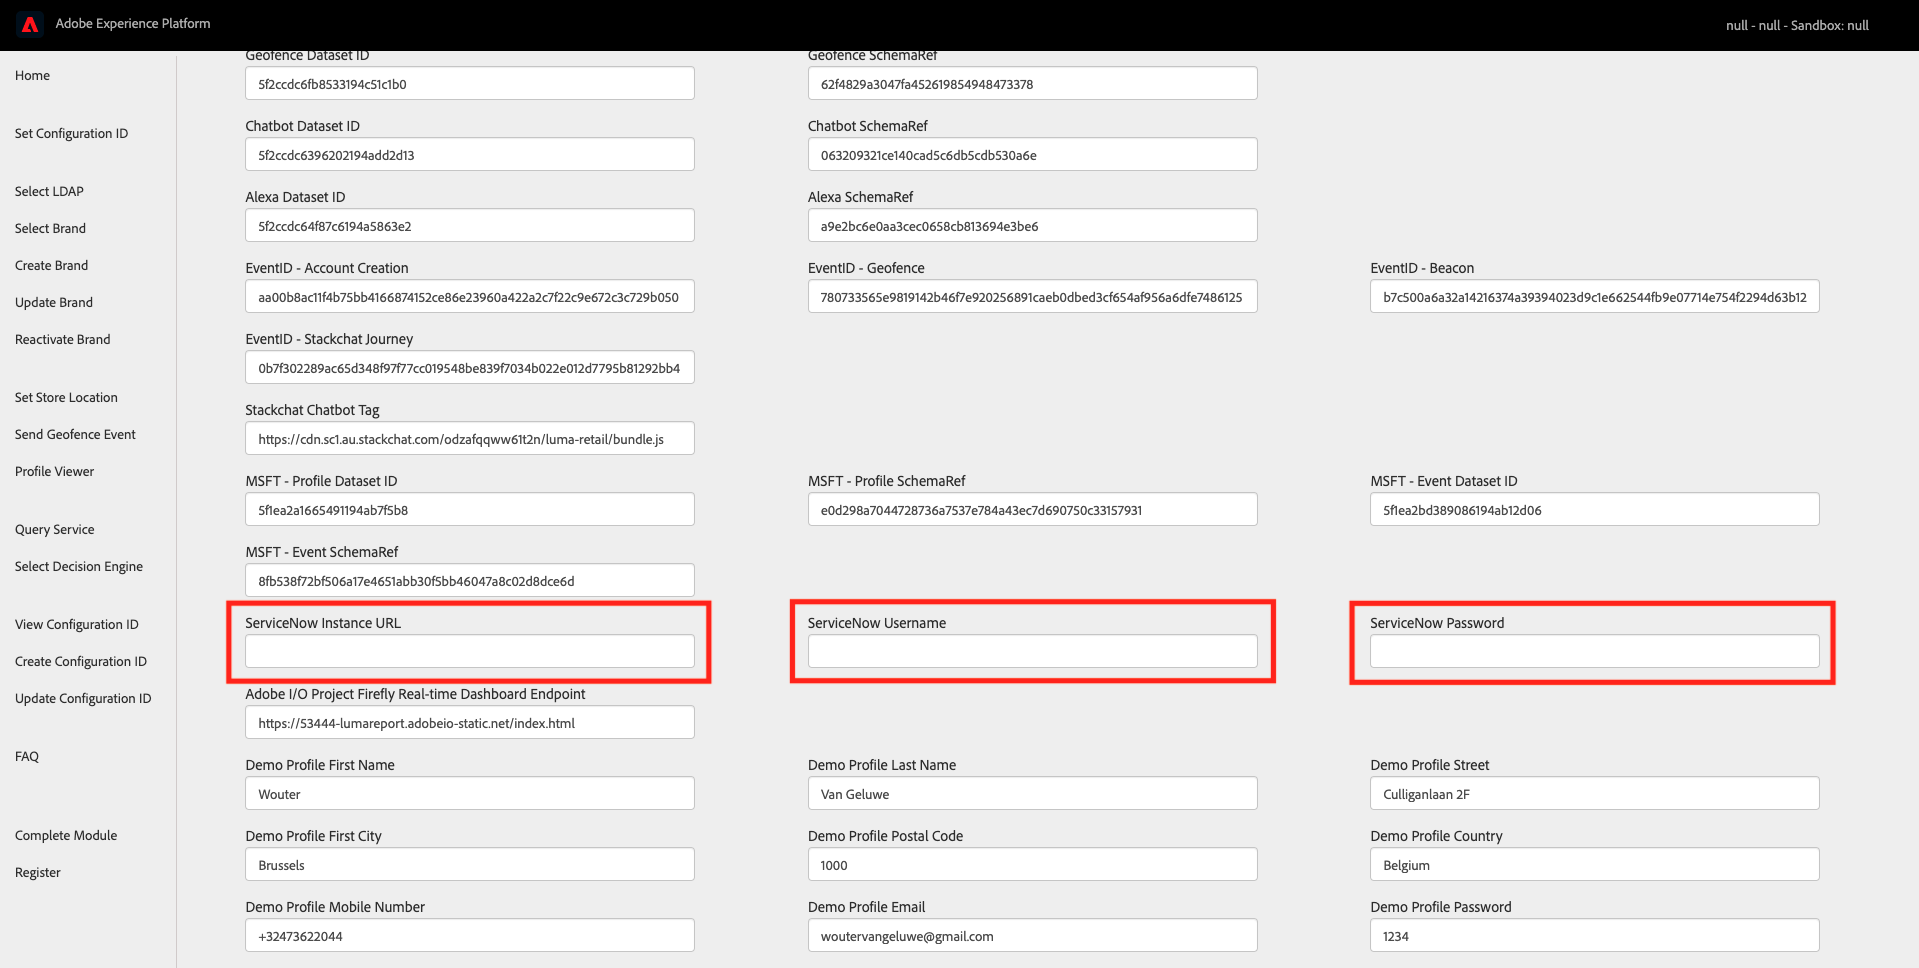 Adobe Experience Platform
null - null - Sandbox: null
Home
Set Configuration ID
Select LDAP
Select Brand
Create Brand
Update Brand
Reactivate Brand
Set Store Location
Send Geofence Event
Profile Viewer
Query Service
Select Decision Engine
View Configuration ID
Create Configuration ID
Update Configuration ID
FAQ
Complete Module
Register
Geofence Dataset ID
5f2ccdc6fb8533194c51c1b0
Geofence SchemaRef
62f4829a3047fa452619854948473378
Chatbot Dataset ID
5f2ccdc6396202194add2d13
Chatbot SchemaRef
063209321ce140cad5c6db5cdb530a6e
Alexa Dataset ID
5f2ccdc64f87c6194a5863e2
Alexa SchemaRef
a9e2bc6e0aa3cec0658cb813694e3be6
EventID - Account Creation
aa00b8ac11f4b75bb4166874152ce86e23960a422a2c7f22c9e672c3c729b050
EventID - Geofence
780733565e9819142b46f7e920256891caeb0dbed3cf654af956a6dfe7486125
EventID - Beacon
b7c500a6a32a14216374a39394023d9c1e662544fb9e07714e754f2294d63b12
EventID - Stackchat Journey
0b7f302289ac65d348f97f77cc019548be839f7034b022e012d7795b81292bb4
Stackchat Chatbot Tag
https://cdn.sc1.au.stackchat.com/odzafqqww61t2n/luma-retail/bundle.js
MSFT - Profile Dataset ID
5f1ea2a1665491194ab7f5b8
MSFT - Profile SchemaRef
e0d298a7044728736a7537e784a43ec7d690750c33157931
MSFT - Event Dataset ID
5f1ea2bd389086194ab12d06
MSFT - Event SchemaRef
8fb538f72bf506a17e4651abb30f5bb46047a8c02d8dce6d
ServiceNow Instance URL
ServiceNow Username
ServiceNow Password
Adobe I/O Project Firefly Real-time Dashboard Endpoint
https://53444-lumareport.adobeio-static.net/index.html
Demo Profile First Name
Wouter
Demo Profile Last Name
Van Geluwe
Demo Profile Street
Culliganlaan 2F
Demo Profile First City
Brussels
Demo Profile Postal Code
1000
Demo Profile Country
Belgium
Demo Profile Mobile Number
+32473622044
Demo Profile Email
woutervangeluwe@gmail.com
Demo Profile Password
1234